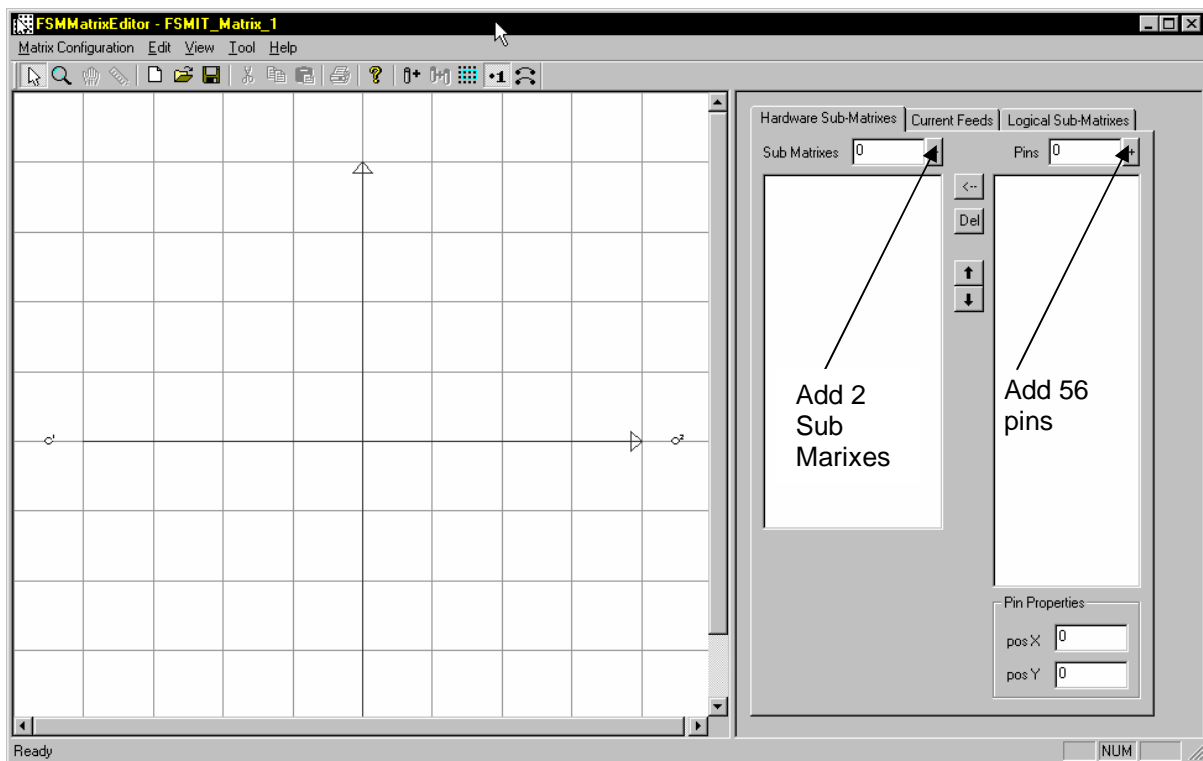 FSMMatrixEditor - FSMIT_Matrix_1
Matrix Configuration Edit View Tool Help
Hardware Sub-Matrixes Current Feeds Logical Sub-Matrixes
Sub Matrixes 0 Pins 0 +
<--
Del
Add 2
Sub
Marixes
Add 56
pins
Pin Properties
pos X 0
pos Y 0
Ready NUM